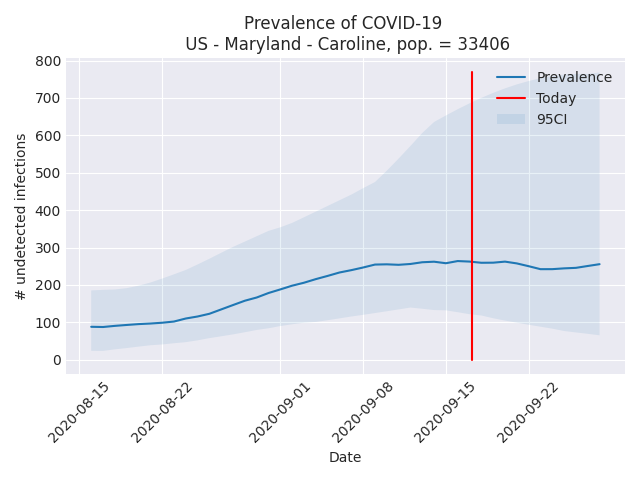 Prevalence of COVID-19
US - Maryland - Caroline, pop. = 33406
800
700
600
500
400
300
200
100
0
# undetected infections
Prevalence
Today
95CI
2020-08-15
2020-08-22
2020-09-01
2020-09-08
2020-09-15
2020-09-22
Date